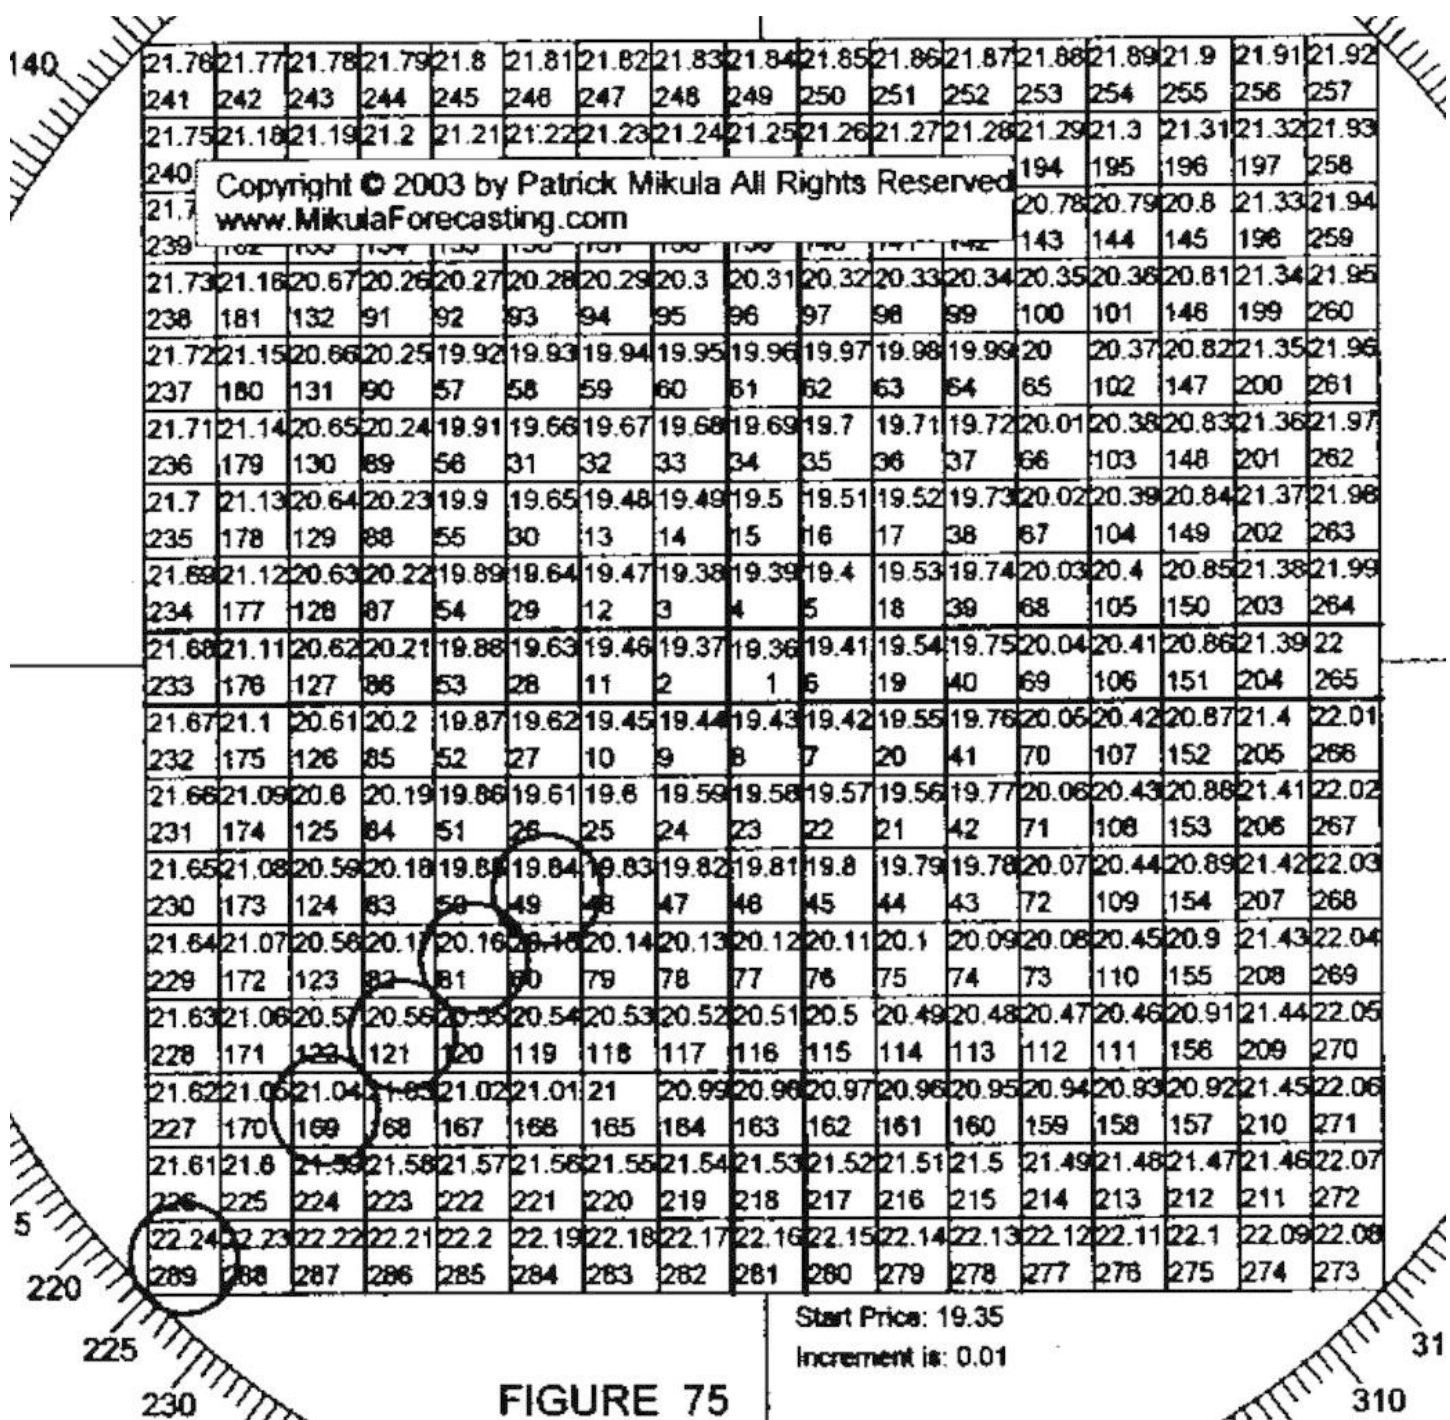 140
21.76 21.77 21.78 21.79 21.8 21.81 21.82 21.83 21.84 21.85 21.86 21.87 21.88 21.89 21.9 21.91 21.92
241 242 243 244 245 246 247 248 249 250 251 252 253 254 255 256 257
21.75 21.18 21.19 21.2 21.21 21.22 21.23 21.24 21.25 21.26 21.27 21.28 21.29 21.3 21.31 21.32 21.93
240 194 195 196 197 258
Copyright © 2003 by Patrick Mikula All Rights Reserved
www.MikulaForecasting.com
21.7 20.78 20.79 20.8 21.33 21.94
239 143 144 145 198 259
21.73 21.16 20.67 20.26 20.27 20.28 20.29 20.3 20.31 20.32 20.33 20.34 20.35 20.36 20.81 21.34 21.95
238 181 132 91 92 93 94 95 96 97 98 99 100 101 146 199 260
21.72 21.15 20.66 20.25 19.92 19.93 19.94 19.95 19.96 19.97 19.98 19.99 20 20.37 20.82 21.35 21.96
237 180 131 90 57 58 59 60 61 62 63 64 65 102 147 200 261
21.71 21.14 20.65 20.24 19.91 19.66 19.67 19.68 19.69 19.7 19.71 19.72 20.01 20.38 20.83 21.36 21.97
236 179 130 89 56 31 32 33 34 35 36 37 66 103 148 201 262
21.7 21.13 20.64 20.23 19.9 19.65 19.48 19.49 19.5 19.51 19.52 19.73 20.02 20.39 20.84 21.37 21.98
235 178 129 88 55 30 13 14 15 16 17 38 67 104 149 202 263
21.69 21.12 20.63 20.22 19.89 19.64 19.47 19.38 19.39 19.4 19.53 19.74 20.03 20.4 20.85 21.38 21.99
234 177 128 87 54 29 12 3 4 5 18 39 68 105 150 203 264
21.68 21.11 20.62 20.21 19.88 19.63 19.46 19.37 19.36 19.41 19.54 19.75 20.04 20.41 20.86 21.39 22
233 176 127 86 53 28 11 2 1 6 19 40 69 106 151 204 265
21.67 21.1 20.61 20.2 19.87 19.62 19.45 19.44 19.43 19.42 19.55 19.76 20.05 20.42 20.87 21.4 22.01
232 175 126 85 52 27 10 9 8 7 20 41 70 107 152 205 266
21.66 21.09 20.6 20.19 19.86 19.61 19.6 19.59 19.58 19.57 19.56 19.77 20.06 20.43 20.88 21.41 22.02
231 174 125 84 51 26 25 24 23 22 21 42 71 108 153 206 267
21.65 21.08 20.59 20.18 19.85 19.84 19.83 19.82 19.81 19.8 19.79 19.78 20.07 20.44 20.89 21.42 22.03
230 173 124 83 50 49 48 47 46 45 44 43 72 109 154 207 268
21.64 21.07 20.58 20.17 20.16 20.15 20.14 20.13 20.12 20.11 20.1 20.09 20.08 20.45 20.9 21.43 22.04
229 172 123 82 81 80 79 78 77 76 75 74 73 110 155 208 269
21.63 21.06 20.57 20.56 20.55 20.54 20.53 20.52 20.51 20.5 20.49 20.48 20.47 20.46 20.91 21.44 22.05
228 171 122 121 120 119 118 117 116 115 114 113 112 111 156 209 270
21.62 21.05 21.04 21.03 21.02 21.01 21 20.99 20.98 20.97 20.96 20.95 20.94 20.93 20.92 21.45 22.06
227 170 169 168 167 166 165 164 163 162 161 160 159 158 157 210 271
21.61 21.6 21.59 21.58 21.57 21.56 21.55 21.54 21.53 21.52 21.51 21.5 21.49 21.48 21.47 21.46 22.07
226 225 224 223 222 221 220 219 218 217 216 215 214 213 212 211 272
5
22.24 22.23 22.22 22.21 22.2 22.19 22.18 22.17 22.16 22.15 22.14 22.13 22.12 22.11 22.1 22.09 22.08
289 288 287 286 285 284 283 282 281 280 279 278 277 276 275 274 273
220
Start Price: 19.35
225
31
Increment is: 0.01
230
FIGURE 75
310